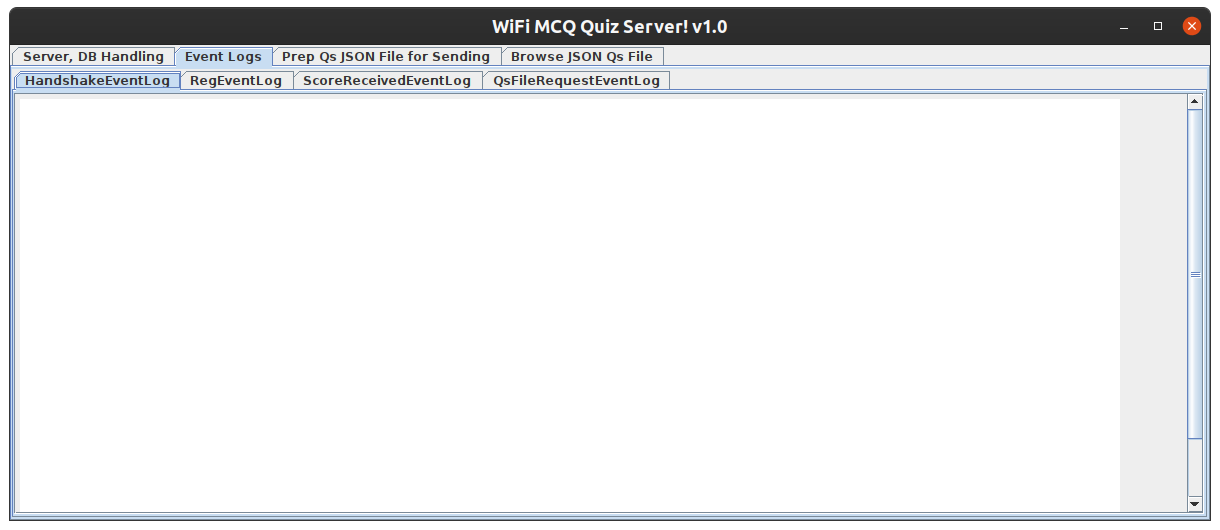 WiFi MCQ Quiz Server! v1.0
Server, DB Handling Event Logs Prep Qs JSON File for Sending Browse JSON Qs File
HandshakeEventLog RegEventLog ScoreReceivedEventLog QsFileRequestEventLog